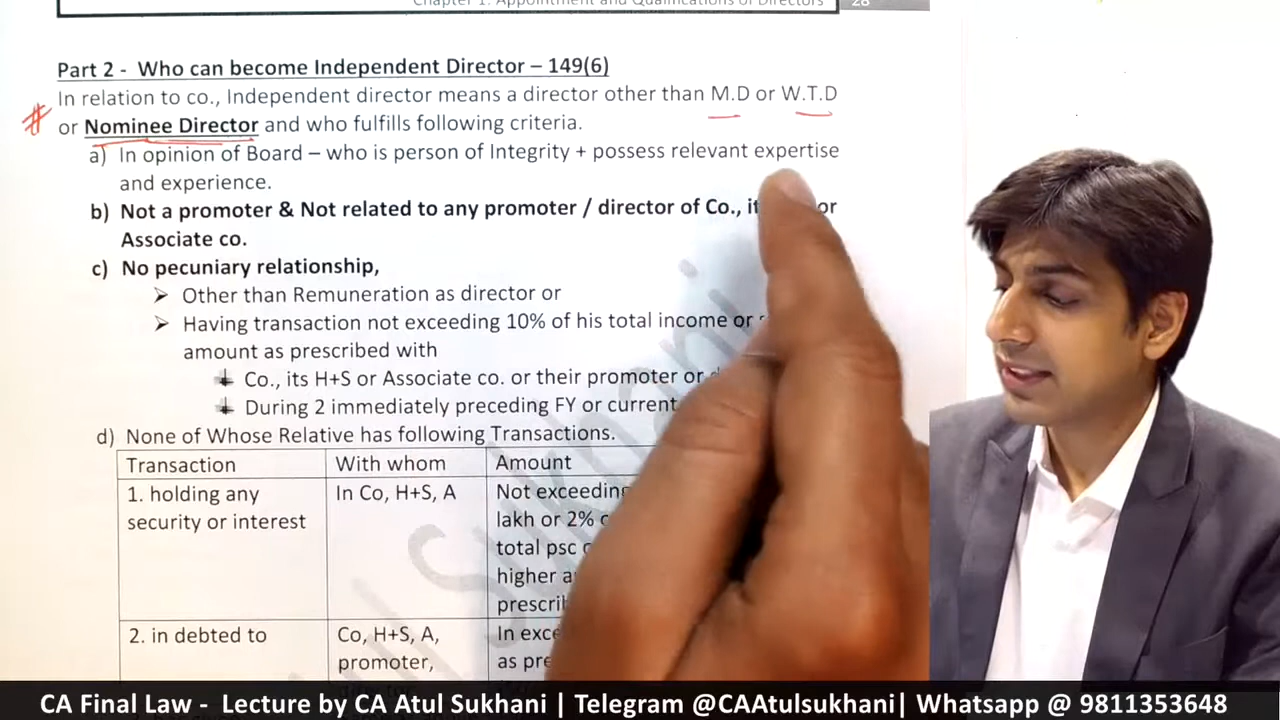 Chapter 1: Appointment and Qualifications of Directors 28
Part 2 - Who can become Independent Director – 149(6)
In relation to co., Independent director means a director other than M.D or W.T.D
# or Nominee Director and who fulfills following criteria.
a) In opinion of Board – who is person of Integrity + possess relevant expertise
and experience.
b) Not a promoter & Not related to any promoter / director of Co., or
Associate co.
c) No pecuniary relationship,
➢ Other than Remuneration as director or
➢ Having transaction not exceeding 10% of his total income or
amount as prescribed with
Co., its H+S or Associate co. or their promoter or
During 2 immediately preceding FY or current
d) None of Whose Relative has following Transactions.
Transaction With whom Amount
1. holding any In Co, H+S, A Not exceeding
security or interest lakh or 2%
total psc
higher
2. in debted to Co, H+S, A, In
promoter,
CA Final Law - Lecture by CA Atul Sukhani | Telegram @CAAtulsukhani| Whatsapp @ 9811353648